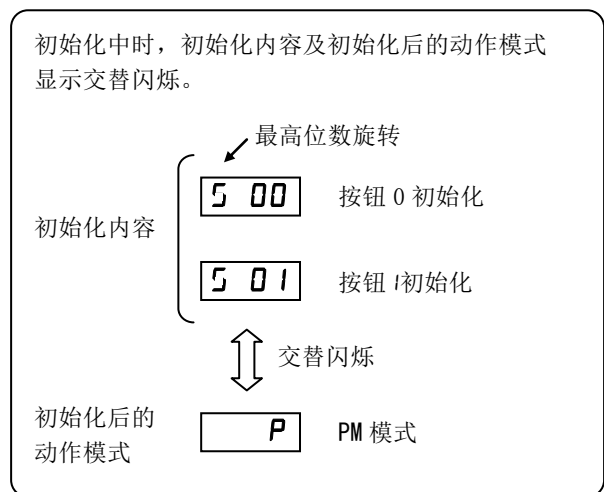 初始化中时，初始化内容及初始化后的动作模式
显示交替闪烁。
最高位数旋转
5 00 按钮 0 初始化
初始化内容
5 01 按钮 1初始化
交替闪烁
初始化后的
动作模式
P PM 模式